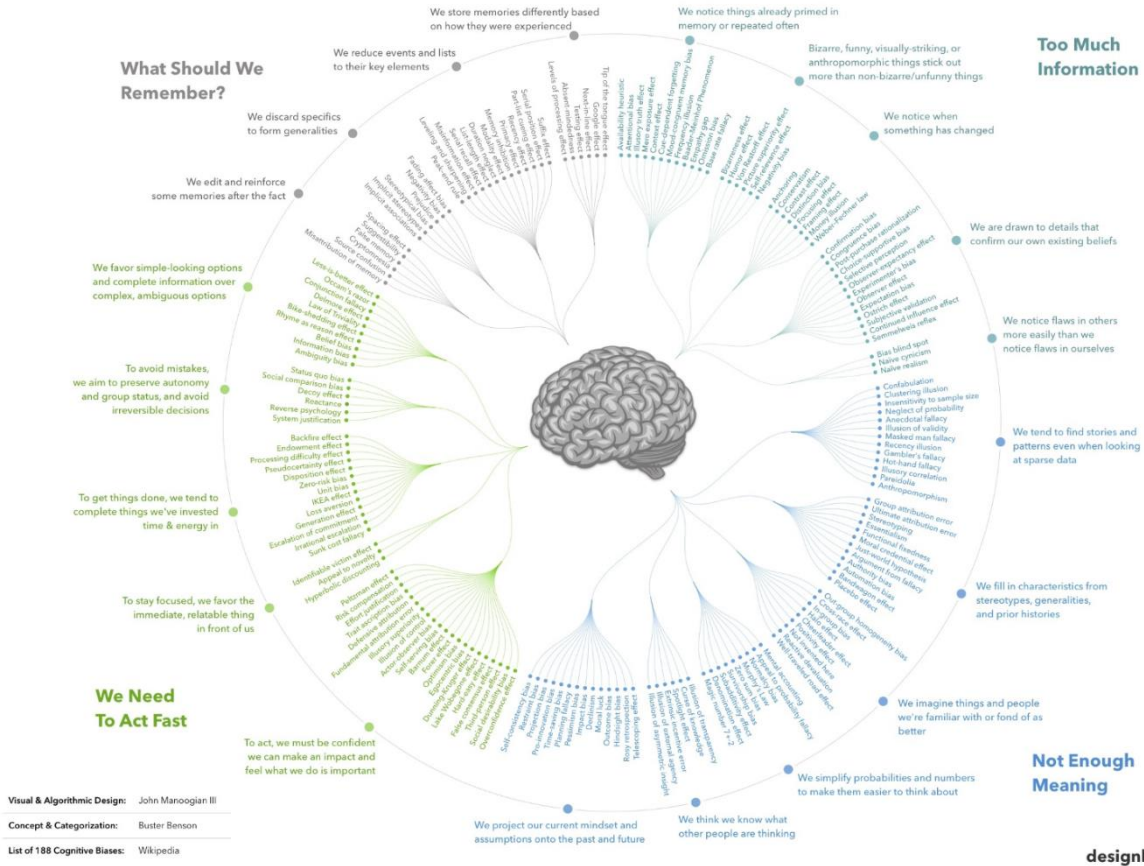 What Should We
Remember?
We store memories differently based
on how they were experienced
We reduce events and lists
to their key elements
We discard specifics
to form generalities
We edit and reinforce
some memories after the fact
Tip of the tongue effect
Google effect
Next-in-line effect
Testing effect
Absent-mindedness
Levels of processing effect
Suffix effect
Serial position effect
Part-list cueing effect
Recency effect
Primacy effect
Memory inhibition
Modality effect
Duration neglect
List-length effect
Serial recall effect
Misinformation effect
Leveling and sharpening
Peak-end rule
Fading affect bias
Negativity bias
Prejudice
Stereotypical bias
Implicit stereotypes
Implicit associations
Spacing effect
Suggestibility
False memory
Cryptomnesia
Source confusion
Misattribution of memory
Too Much
Information
We notice things already primed in
memory or repeated often
Bizarre, funny, visually-striking, or
anthropomorphic things stick out
more than non-bizarre/unfunny things
We notice when
something has changed
We are drawn to details that
confirm our own existing beliefs
We notice flaws in others
more easily than we
notice flaws in ourselves
Availability heuristic
Attentional bias
Illusory truth effect
Mere exposure effect
Context effect
Cue-dependent forgetting
Mood-congruent memory bias
Frequency illusion
Baader-Meinhof Phenomenon
Empathy gap
Omission bias
Base rate fallacy
Bizarreness effect
Humor effect
Von Restorff effect
Picture superiority effect
Self-relevance effect
Negativity bias
Anchoring
Conservatism
Contrast effect
Distinction bias
Focusing effect
Framing effect
Money illusion
Weber-Fechner law
Confirmation bias
Congruence bias
Post-purchase rationalization
Choice-supportive bias
Selective perception
Observer-expectancy effect
Experimenter's bias
Observer effect
Expectation bias
Ostrich effect
Subjective validation
Continued influence effect
Semmelweis reflex
Bias blind spot
Naïve cynicism
Naïve realism
We tend to find stories and
patterns even when looking
at sparse data
We fill in characteristics from
stereotypes, generalities,
and prior histories
We imagine things and people
we're familiar with or fond of as
better
We simplify probabilities and numbers
to make them easier to think about
We think we know what
other people are thinking
We project our current mindset and
assumptions onto the past and future
Not Enough
Meaning
Confabulation
Clustering illusion
Insensitivity to sample size
Neglect of probability
Anecdotal fallacy
Illusion of validity
Masked man fallacy
Recency illusion
Gambler's fallacy
Hot-hand fallacy
Illusory correlation
Pareidolia
Anthropomorphism
Group attribution error
Ultimate attribution error
Stereotyping
Essentialism
Functional fixedness
Moral credential effect
Just-world hypothesis
Argument from fallacy
Authority bias
Automation bias
Bandwagon effect
Placebo effect
Out-group homogeneity bias
Cross-race effect
In-group bias
Halo effect
Cheerleader effect
Positivity effect
Not invented here
Reactive devaluation
Well traveled road effect
Mental accounting
Appeal to probability fallacy
Normalcy bias
Murphy's Law
Zero sum bias
Survivorship bias
Subadditivity effect
Denomination effect
Magic number 7+-2
Illusion of transparency
Curse of knowledge
Spotlight effect
Extrinsic incentive error
Illusion of external agency
Illusion of asymmetric insight
Telescoping effect
Rosy retrospection
Hindsight bias
Outcome bias
Moral luck
Declinism
Impact bias
Pessimism bias
Planning fallacy
Time-saving bias
Pro-innovation bias
Projection bias
Restraint bias
Self-consistency bias
We favor simple-looking options
and complete information over
complex, ambiguous options
To avoid mistakes,
we aim to preserve autonomy
and group status, and avoid
irreversible decisions
To get things done, we tend to
complete things we've invested
time & energy in
To stay focused, we favor the
immediate, relatable thing
in front of us
To act, we must be confident
we can make an impact and
feel what we do is important
We Need
To Act Fast
Less-is-better effect
Occam's razor
Conjunction fallacy
Delmore effect
Law of Triviality
Bike-shedding effect
Rhyme as reason effect
Belief bias
Information bias
Ambiguity bias
Status quo bias
Social comparison bias
Decoy effect
Reactance
Reverse psychology
System justification
Backfire effect
Endowment effect
Processing difficulty effect
Pseudocertainty effect
Disposition effect
Zero-risk bias
Unit bias
IKEA effect
Loss aversion
Generation effect
Escalation of commitment
Irrational escalation
Sunk cost fallacy
Identifiable victim effect
Appeal to novelty
Hyperbolic discounting
Peltzman effect
Risk compensation
Effort justification
Trait ascription bias
Defensive attribution
Fundamental attribution error
Illusory superiority
Illusion of control
Actor-observer bias
Self-serving bias
Barnum effect
Forer effect
Optimism bias
Egocentric bias
Dunning-Kruger effect
Lake Wobegone effect
Hard-easy effect
False consensus effect
Third-person effect
Social desirability bias
Overconfidence effect
Visual & Algorithmic Design: John Manoogian III
Concept & Categorization: Buster Benson
List of 188 Cognitive Biases: Wikipedia